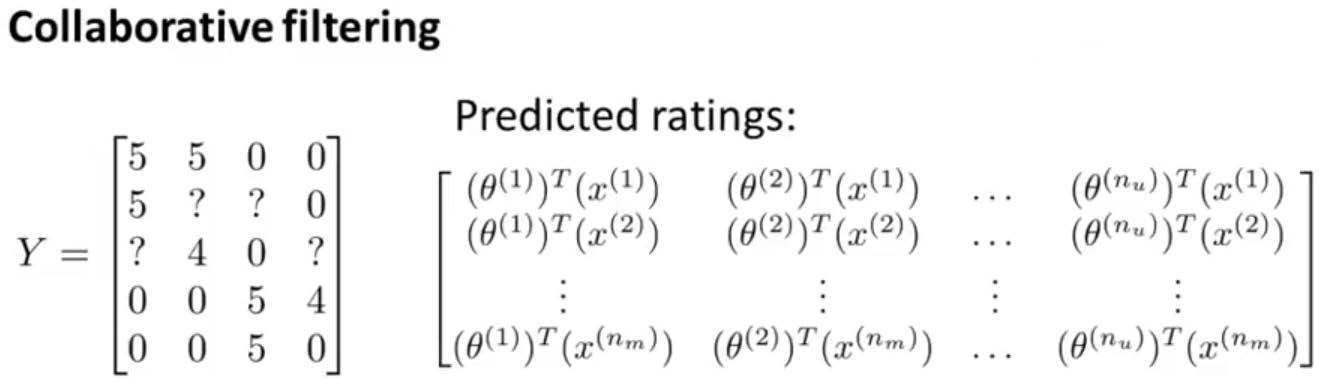 Collaborative filtering
Predicted ratings:
Y =
5 5 0 0
5 ? ? 0
? 4 0 ?
0 0 5 4
0 0 5 0
(θ^(1))^T(x^(1)) (θ^(2))^T(x^(1)) … (θ^(n_u))^T(x^(1))
(θ^(1))^T(x^(2)) (θ^(2))^T(x^(2)) … (θ^(n_u))^T(x^(2))
⋮ ⋮ ⋮ ⋮
(θ^(1))^T(x^(n_m)) (θ^(2))^T(x^(n_m)) … (θ^(n_u))^T(x^(n_m))